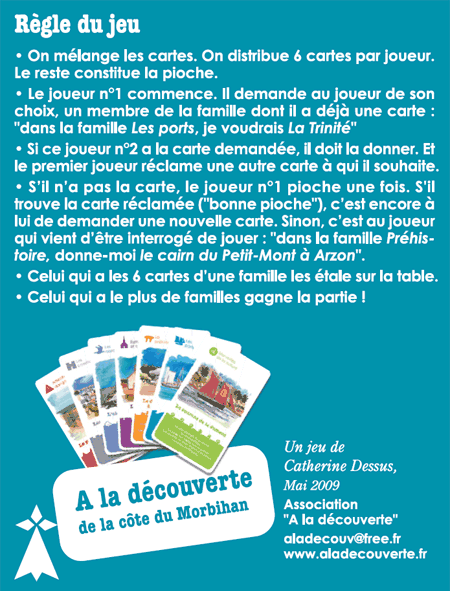 Règle du jeu
• On mélange les cartes. On distribue 6 cartes par joueur.
Le reste constitue la pioche.
• Le joueur n°1 commence. Il demande au joueur de son
choix, un membre de la famille dont il a déjà une carte :
"dans la famille Les ports, je voudrais La Trinité"
• Si ce joueur n°2 a la carte demandée, il doit la donner. Et
le premier joueur réclame une autre carte à qui il souhaite.
• S'il n'a pas la carte, le joueur n°1 pioche une fois. S'il
trouve la carte réclamée ("bonne pioche"), c'est encore à
lui de demander une nouvelle carte. Sinon, c'est au joueur
qui vient d'être interrogé de jouer : "dans la famille Préhis-
toire, donne-moi le cairn du Petit-Mont à Arzon".
• Celui qui a les 6 cartes d'une famille les étale sur la table.
• Celui qui a le plus de familles gagne la partie !
A la découverte
de la côte du Morbihan
Un jeu de
Catherine Dessus,
Mai 2009
Association
"A la découverte"
aladecouv@free.fr
www.aladecouverte.fr